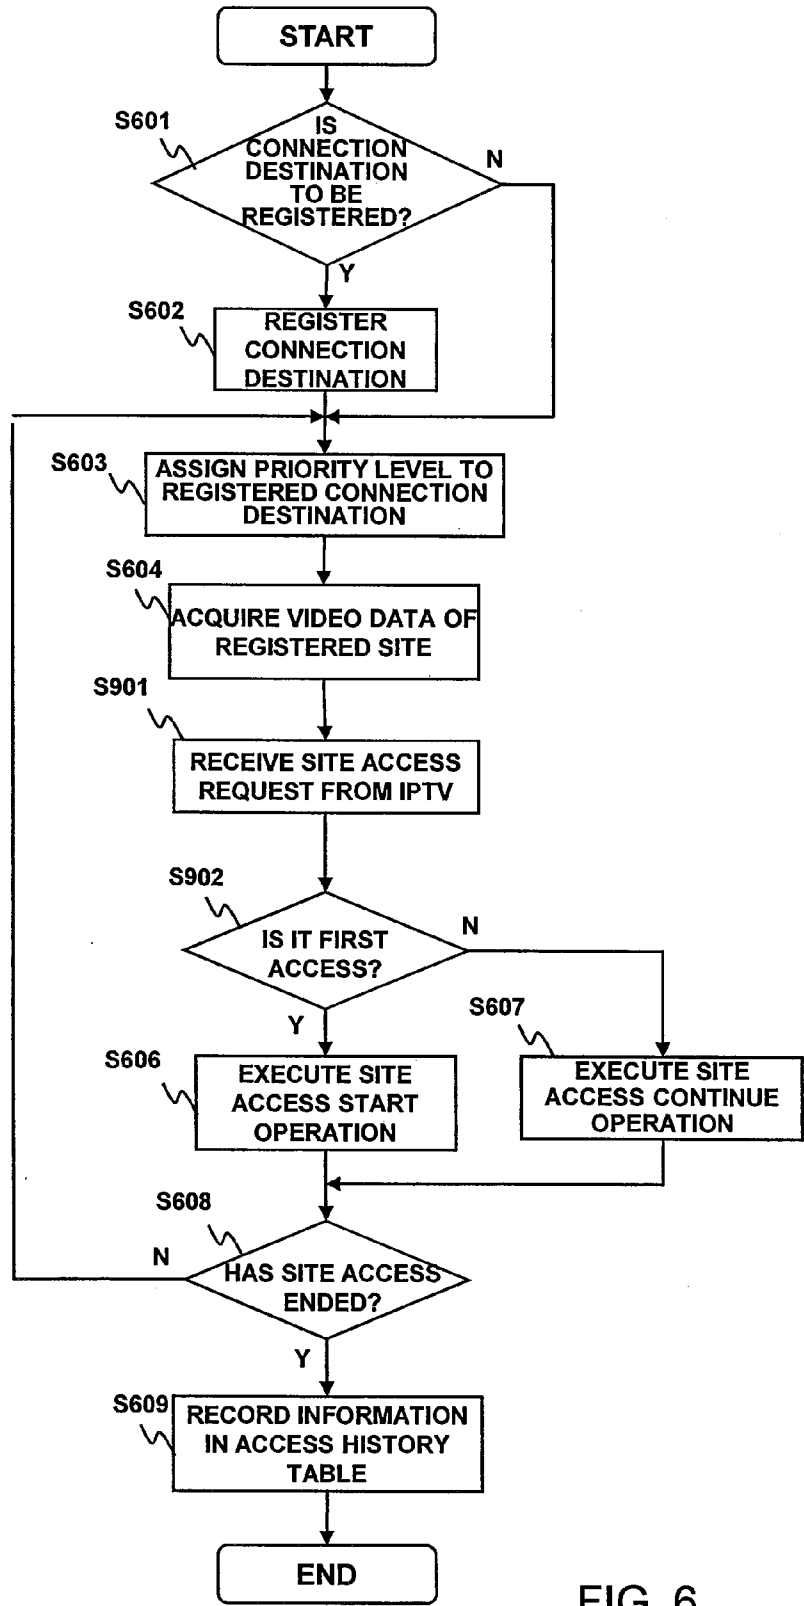 START
S601
IS
CONNECTION
DESTINATION
TO BE
REGISTERED?
N
Y
S602
REGISTER
CONNECTION
DESTINATION
S603
ASSIGN PRIORITY LEVEL TO
REGISTERED CONNECTION
DESTINATION
S604
ACQUIRE VIDEO DATA OF
REGISTERED SITE
S901
RECEIVE SITE ACCESS
REQUEST FROM IPTV
S902
IS IT FIRST
ACCESS?
N
Y
S606
EXECUTE SITE
ACCESS START
OPERATION
S607
EXECUTE SITE
ACCESS CONTINUE
OPERATION
S608
N
HAS SITE ACCESS
ENDED?
Y
S609
RECORD INFORMATION
IN ACCESS HISTORY
TABLE
END
FIG. 6